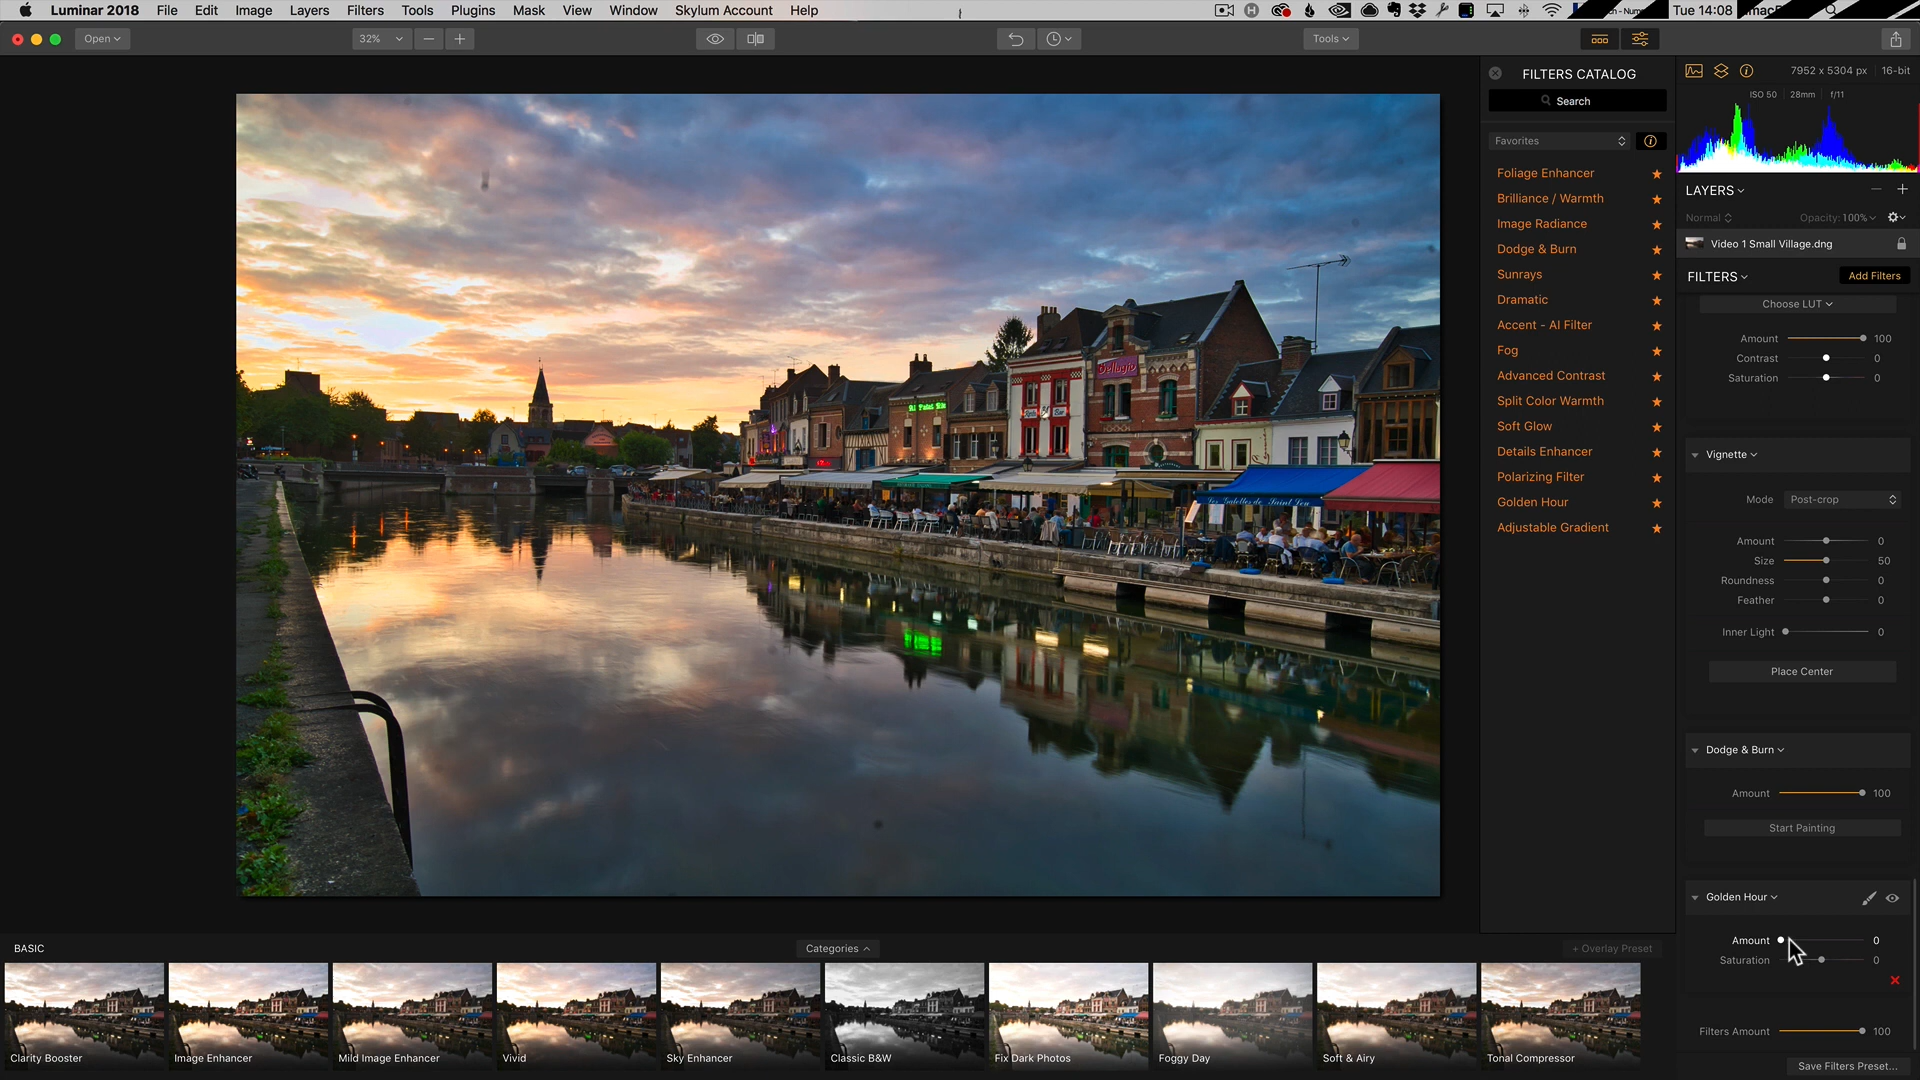 Luminar 2018 File Edit Image Layers Filters Tools Plugins Mask View Window Skylum Account Help
Tue 14:08
Open
32%
Tools
FILTERS CATALOG
Search
Favorites
Foliage Enhancer
Brilliance / Warmth
Image Radiance
Dodge & Burn
Sunrays
Dramatic
Accent - AI Filter
Fog
Advanced Contrast
Split Color Warmth
Soft Glow
Details Enhancer
Polarizing Filter
Golden Hour
Adjustable Gradient
7952 x 5304 px 16-bit
ISO 50 28mm f/11
LAYERS
Normal Opacity: 100%
Video 1 Small Village.dng
FILTERS Add Filters
Choose LUT
Amount 100
Contrast 0
Saturation 0
Vignette
Mode Post-crop
Amount 0
Size 50
Roundness 0
Feather 0
Inner Light 0
Place Center
Dodge & Burn
Amount 100
Start Painting
Golden Hour
Amount 0
Saturation 0
Filters Amount 100
Save Filters Preset...
Bellagio
BASIC Categories + Overlay Preset
Clarity Booster
Image Enhancer
Mild Image Enhancer
Vivid
Sky Enhancer
Classic B&W
Fix Dark Photos
Foggy Day
Soft & Airy
Tonal Compressor